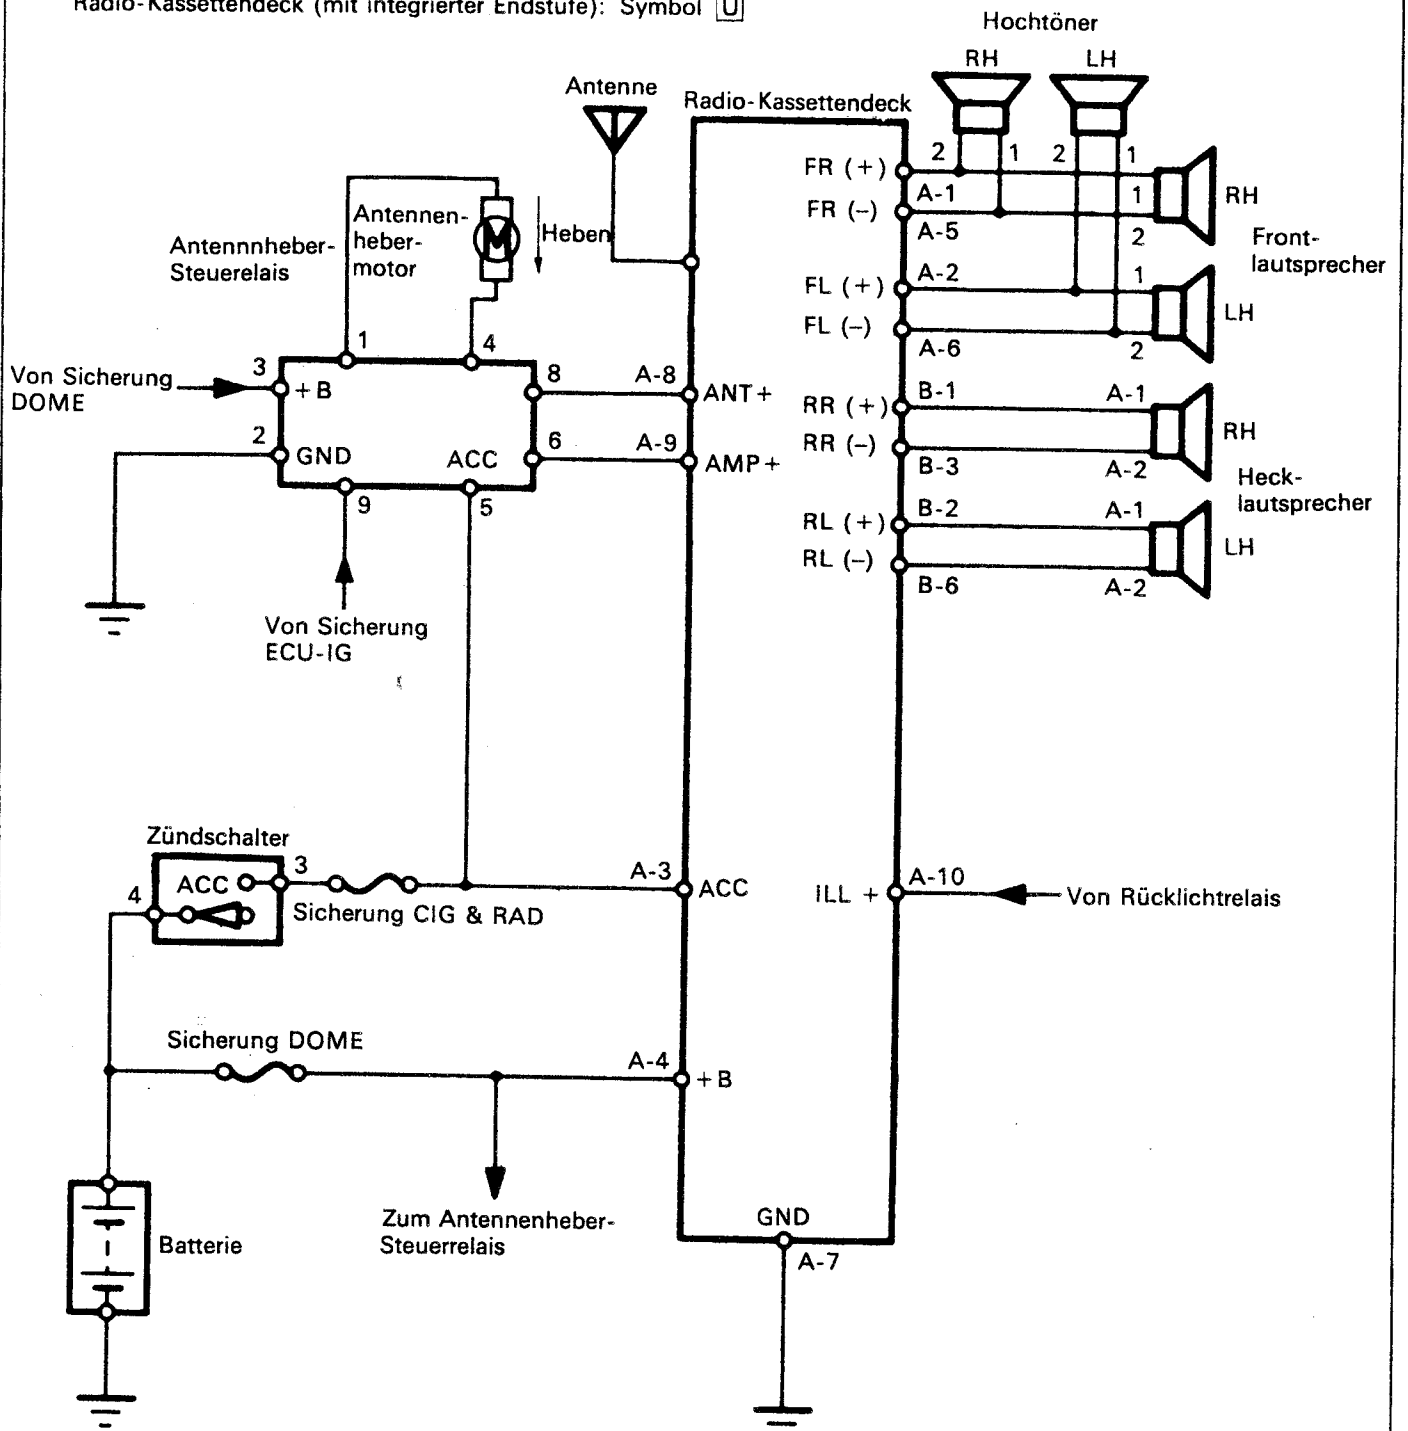 Radio-Kassettendeck (mit integrierter Endstufe): Symbol U
Hochtöner
RH
LH
Antenne
Radio-Kassettendeck
2
1
2
1
FR (+)
A-1
1
RH
FR (–)
A-5
2
Front-
lautsprecher
Antennen-
heber-
motor
M
Heben
Antennnheber-
Steuerelais
FL (+)
A-2
1
LH
FL (–)
A-6
2
1
4
3
Von Sicherung
DOME
+B
8
A-8
ANT+
2
GND
ACC
6
A-9
AMP+
9
5
RR (+)
B-1
A-1
RH
RR (–)
B-3
A-2
Heck-
lautsprecher
RL (+)
B-2
A-1
LH
RL (–)
B-6
A-2
Von Sicherung
ECU-IG
Zündschalter
ACC
3
4
Sicherung CIG & RAD
A-3
ACC
ILL +
A-10
Von Rücklichtrelais
Sicherung DOME
A-4
+B
Zum Antennenheber-
Steuerrelais
Batterie
GND
A-7